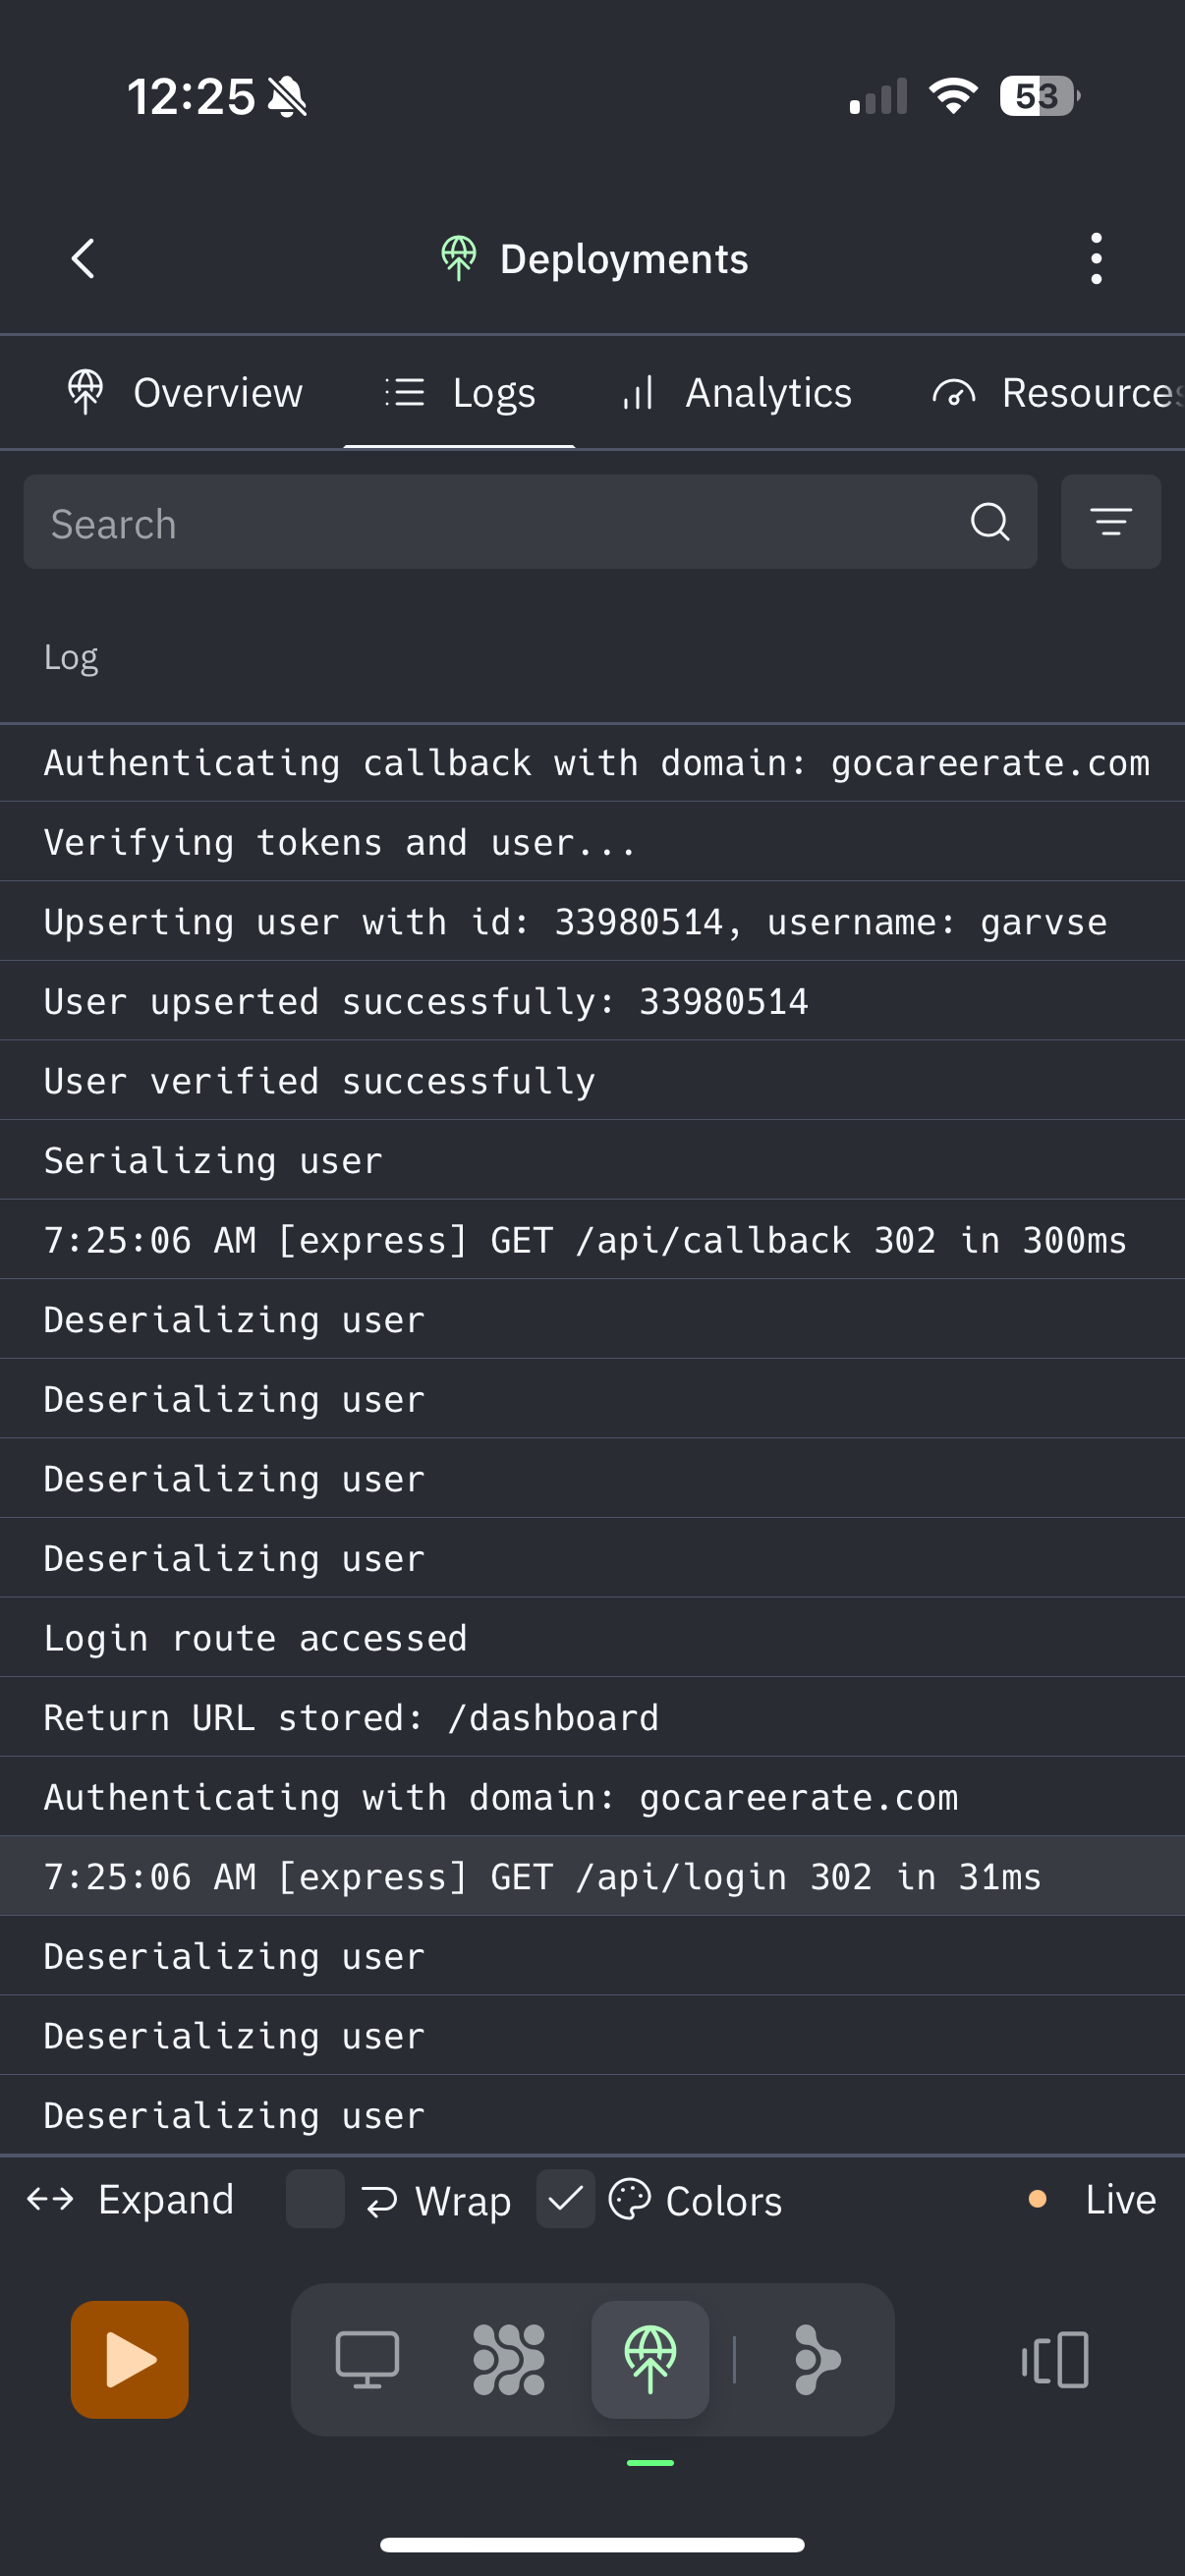 12:25
53
Deployments
Overview Logs Analytics Resources
Search
Log
Authenticating callback with domain: gocareerate.com
Verifying tokens and user...
Upserting user with id: 33980514, username: garvse
User upserted successfully: 33980514
User verified successfully
Serializing user
7:25:06 AM [express] GET /api/callback 302 in 300ms
Deserializing user
Deserializing user
Deserializing user
Deserializing user
Login route accessed
Return URL stored: /dashboard
Authenticating with domain: gocareerate.com
7:25:06 AM [express] GET /api/login 302 in 31ms
Deserializing user
Deserializing user
Deserializing user
Expand Wrap Colors Live